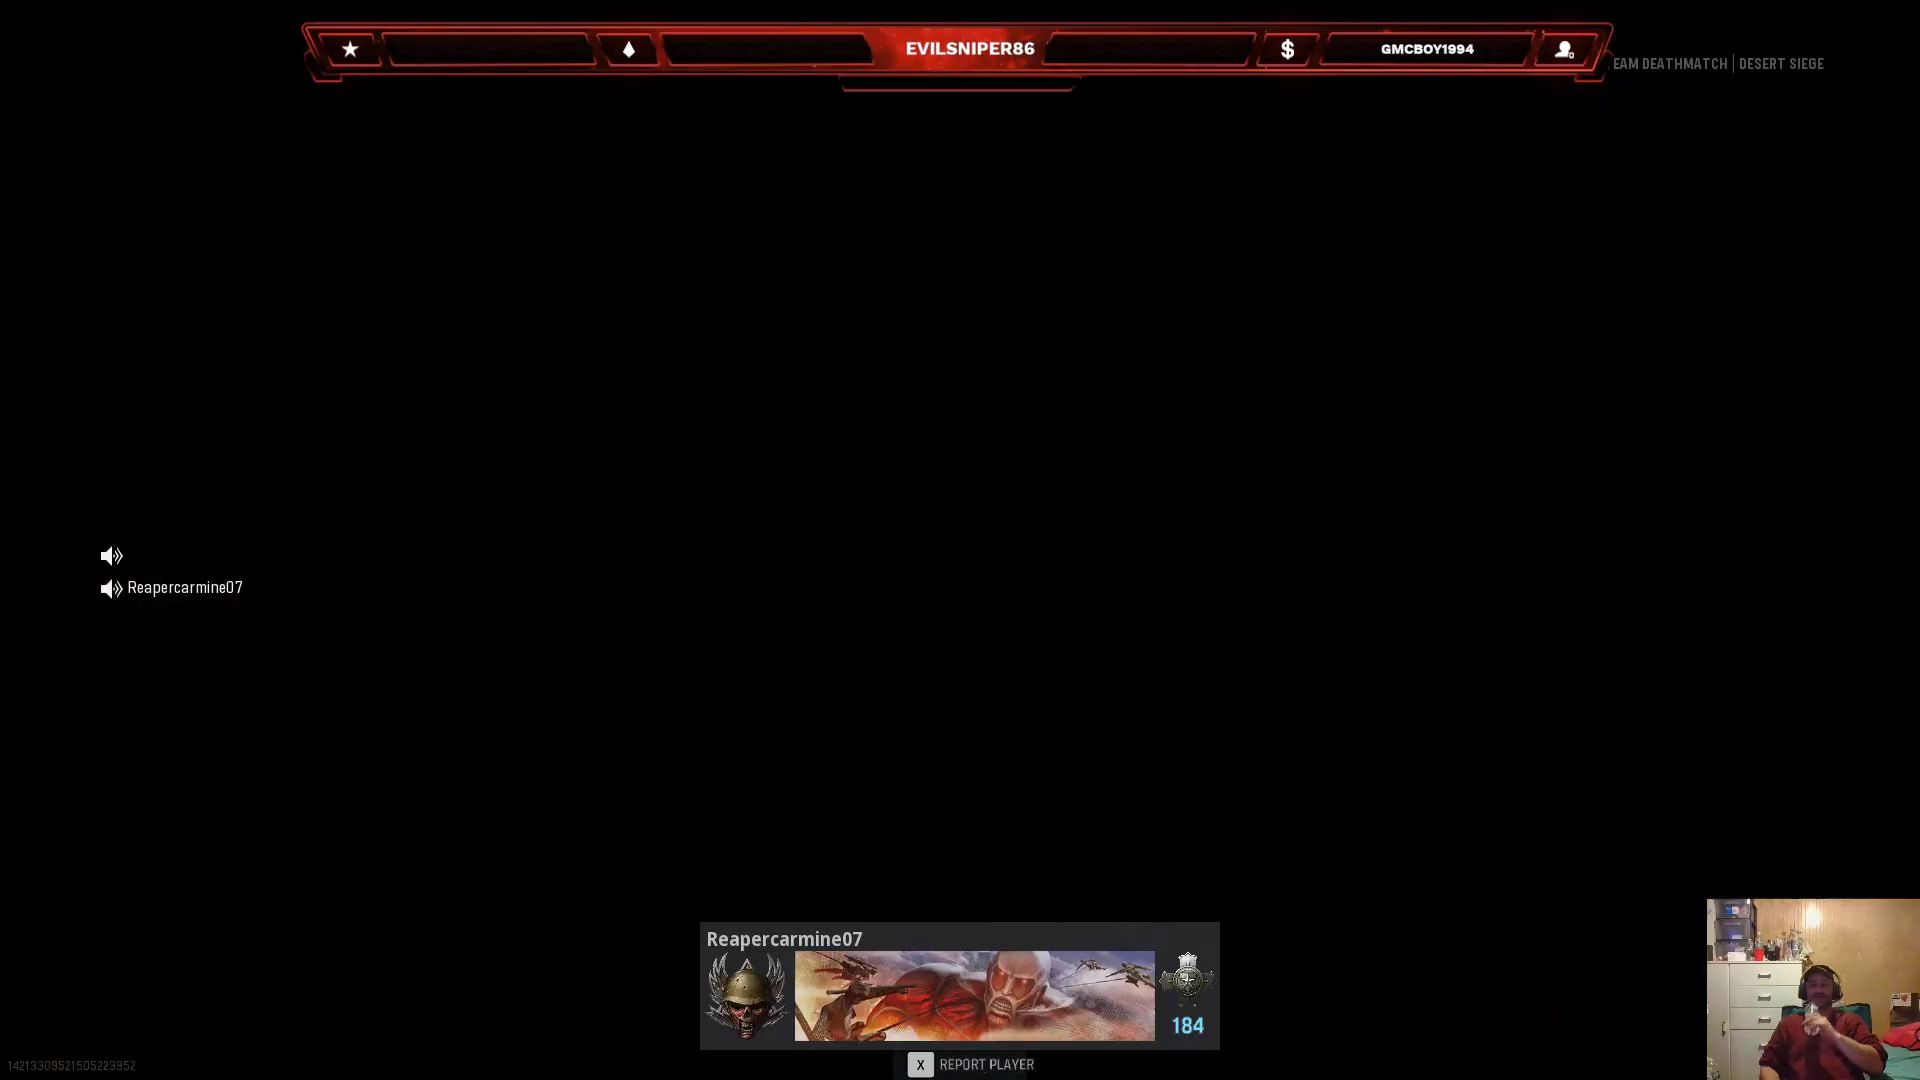 EVILSNIPER86
$
GMCBOY1994
EAM DEATHMATCH | DESERT SIEGE
Reapercarmine07
Reapercarmine07
184
X REPORT PLAYER
14213309521505223952